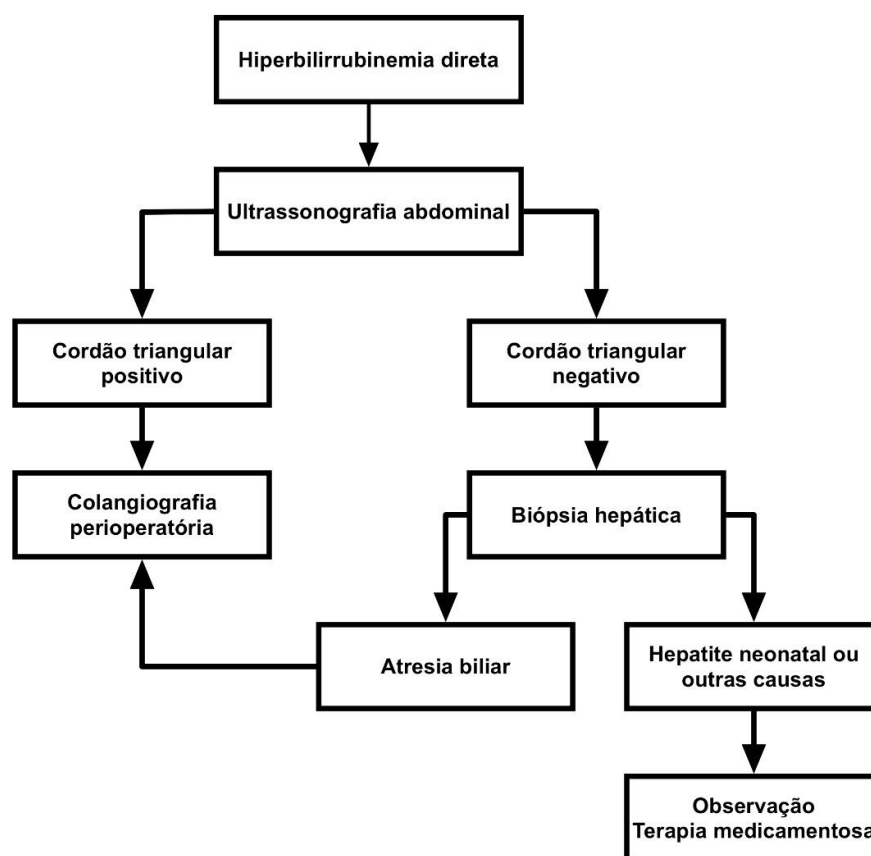 Hiperbilirrubinemia direta
Ultrassonografia abdominal
Cordão triangular
positivo
Cordão triangular
negativo
Colangiografia
perioperatória
Biópsia hepática
Atresia biliar
Hepatite neonatal ou
outras causas
Observação
Terapia medicamentosa